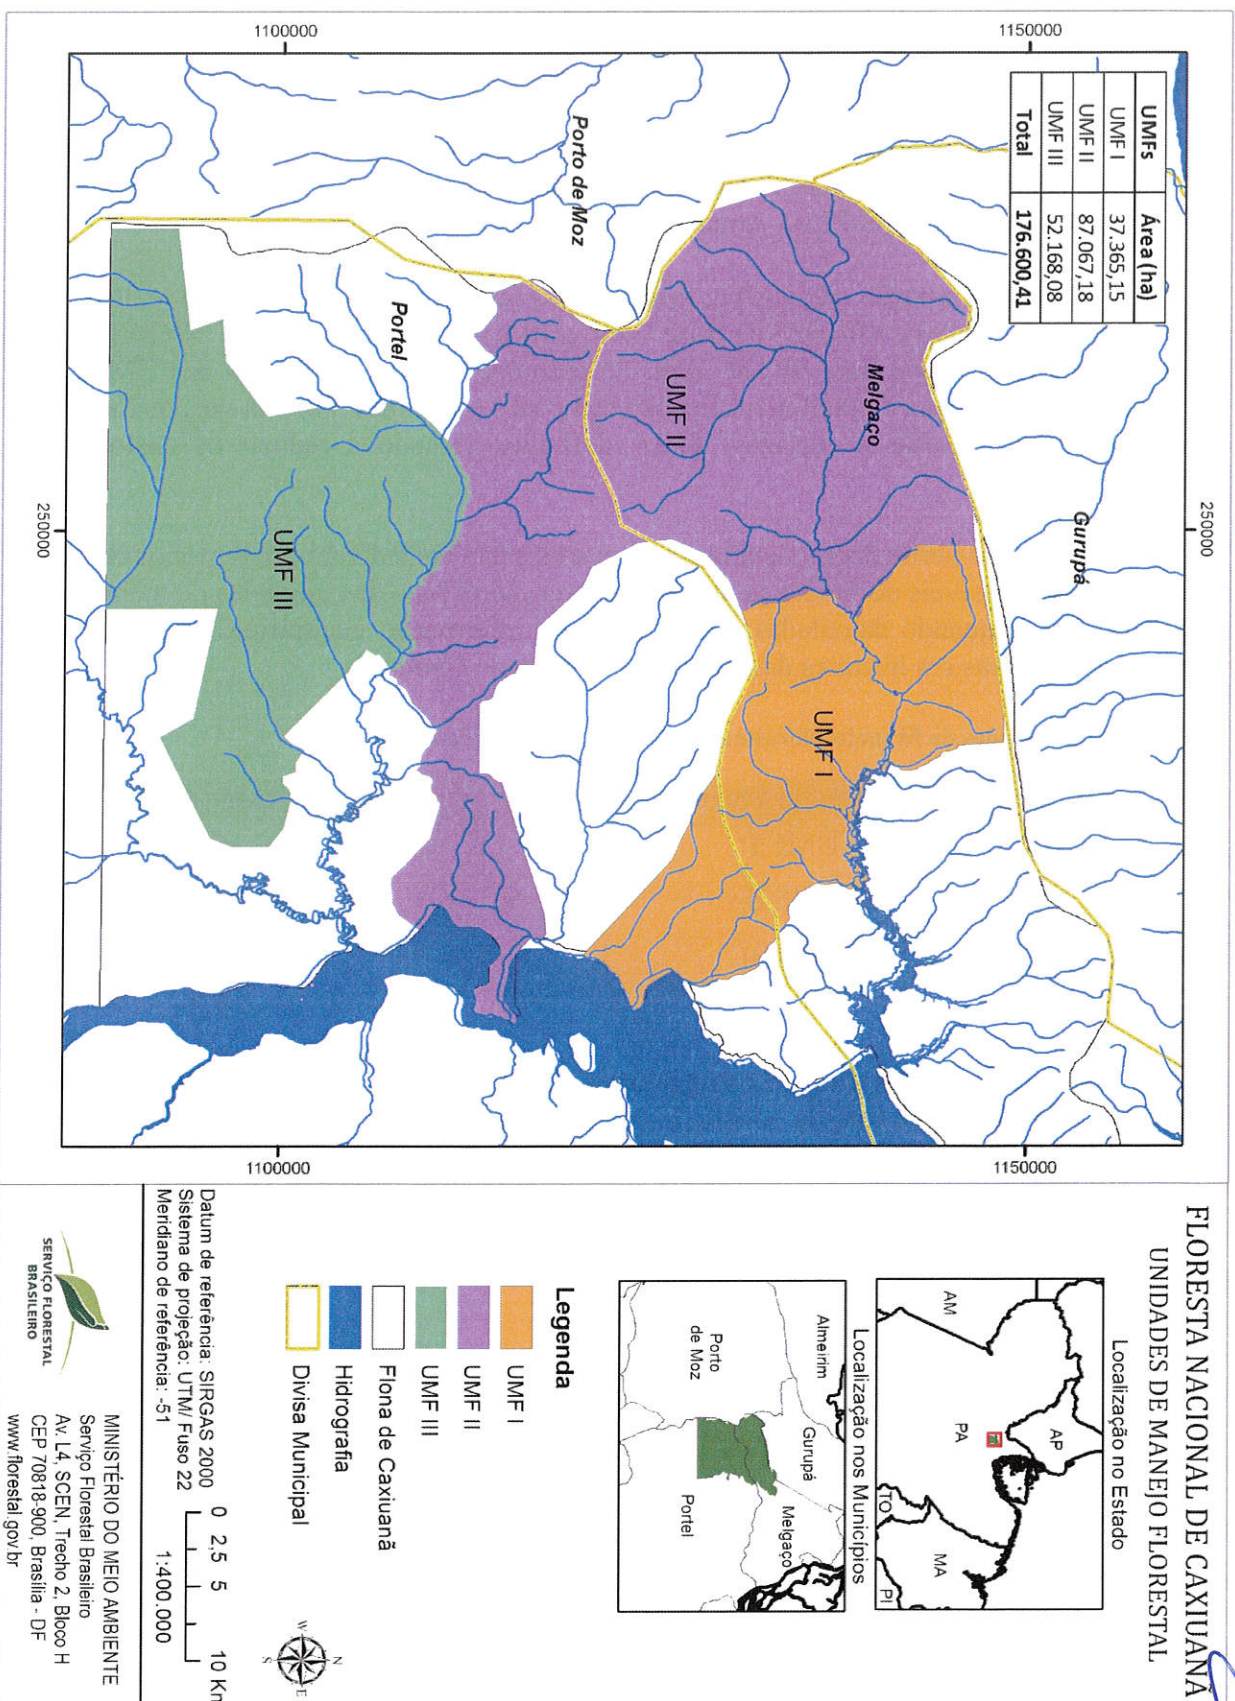 FLORESTA NACIONAL DE CAXIUANÃ
UNIDADES DE MANEJO FLORESTAL
1100000
1150000
250000
250000
1100000
1150000
UMFs Área (ha)
UMF I 37.365,15
UMF II 87.067,18
UMF III 52.168,08
Total 176.600,41
Gurupá
Melgaço
Porto de Moz
Portel
UMF I
UMF II
UMF III
Localização no Estado
AM
PA
AP
TO
MA
PI
Localização nos Municípios
Almeirim
Porto
de Moz
Gurupá
Melgaço
Portel
Legenda
UMF I
UMF II
UMF III
Flona de Caxiuanã
Hidrografia
Divisa Municipal
N
W
E
S
Datum de referência: SIRGAS 2000
Sistema de projeção: UTM/ Fuso 22
Meridiano de referência: -51
0 2,5 5 10 Km
1:400.000
SERVIÇO FLORESTAL
BRASILEIRO
MINISTÉRIO DO MEIO AMBIENTE
Serviço Florestal Brasileiro
Av. L4, SCEN, Trecho 2, Bloco H
CEP 70818-900, Brasília - DF
www.florestal.gov.br